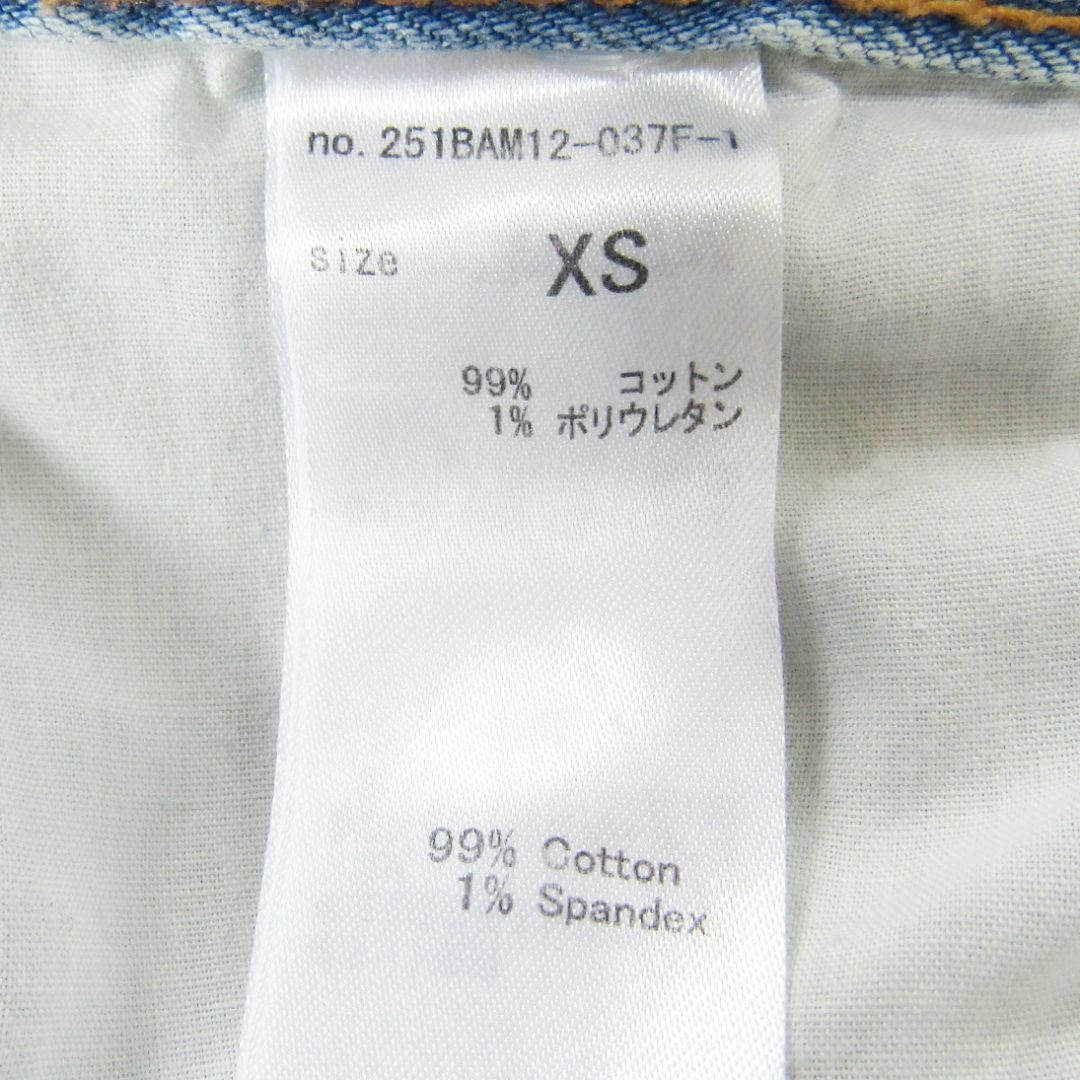 no. 251BAM12-037F-1
size XS
99% コットン
1% ポリウレタン
99% Cotton
1% Spandex